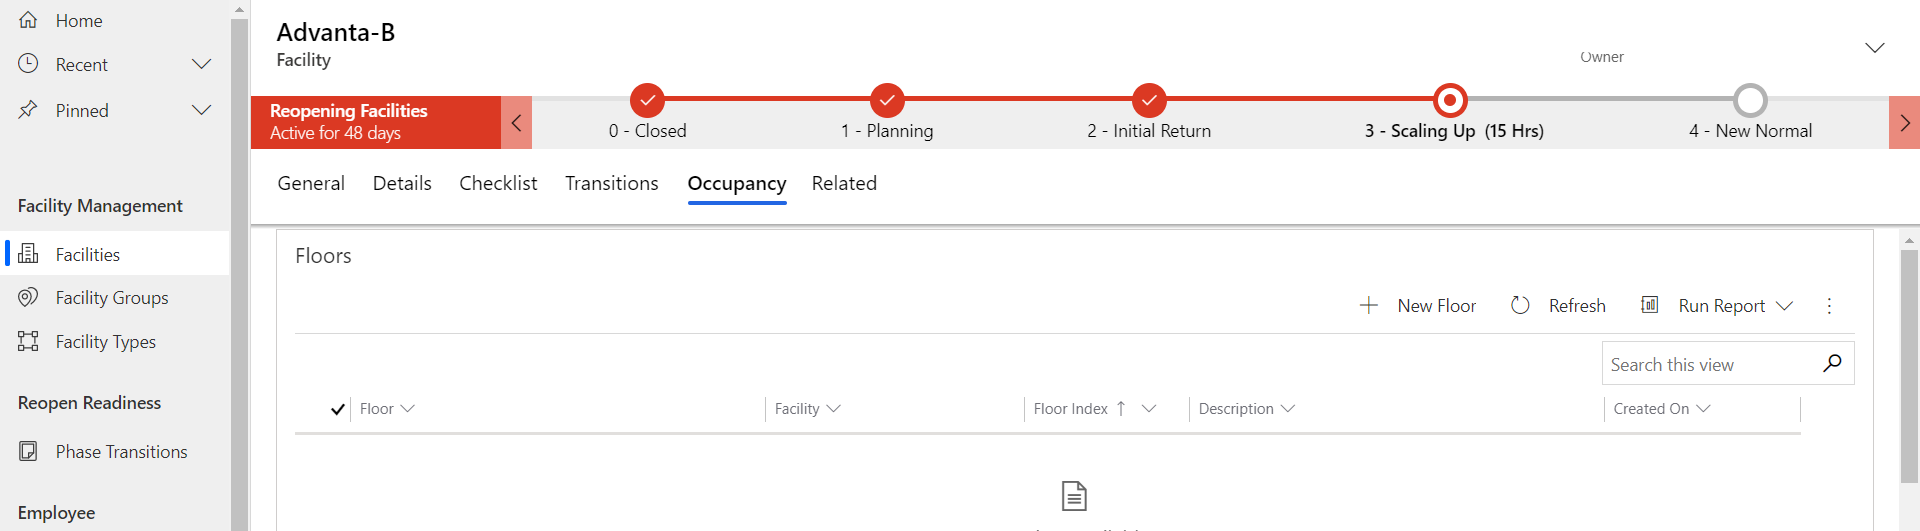 Home
Recent
Pinned
Facility Management
Facilities
Facility Groups
Facility Types
Reopen Readiness
Phase Transitions
Employee
Advanta-B
Facility
Owner
Reopening Facilities
Active for 48 days
0 - Closed
1 - Planning
2 - Initial Return
3 - Scaling Up (15 Hrs)
4 - New Normal
General Details Checklist Transitions Occupancy Related
Floors
New Floor Refresh Run Report
Search this view
Floor Facility Floor Index Description Created On